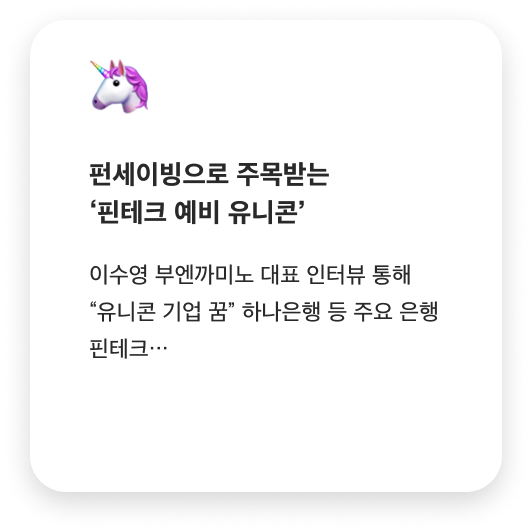 펀세이빙으로 주목받는
‘핀테크 예비 유니콘’
이수영 부엔까미노 대표 인터뷰 통해
“유니콘 기업 꿈” 하나은행 등 주요 은행
핀테크…